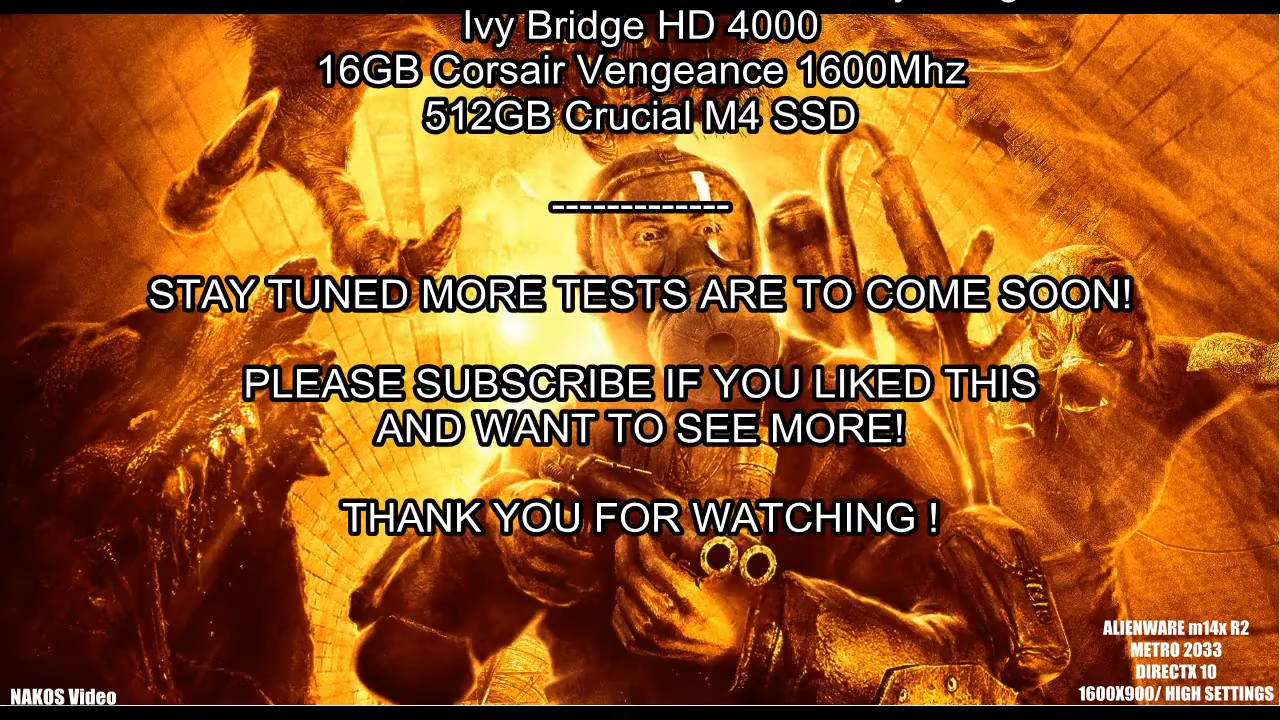 Ivy Bridge HD 4000
16GB Corsair Vengeance 1600Mhz
512GB Crucial M4 SSD
-------------
STAY TUNED MORE TESTS ARE TO COME SOON!
PLEASE SUBSCRIBE IF YOU LIKED THIS
AND WANT TO SEE MORE!
THANK YOU FOR WATCHING !
ALIENWARE m14x R2
METRO 2033
DIRECTX 10
1600X900/ HIGH SETTINGS
NAKOS Video